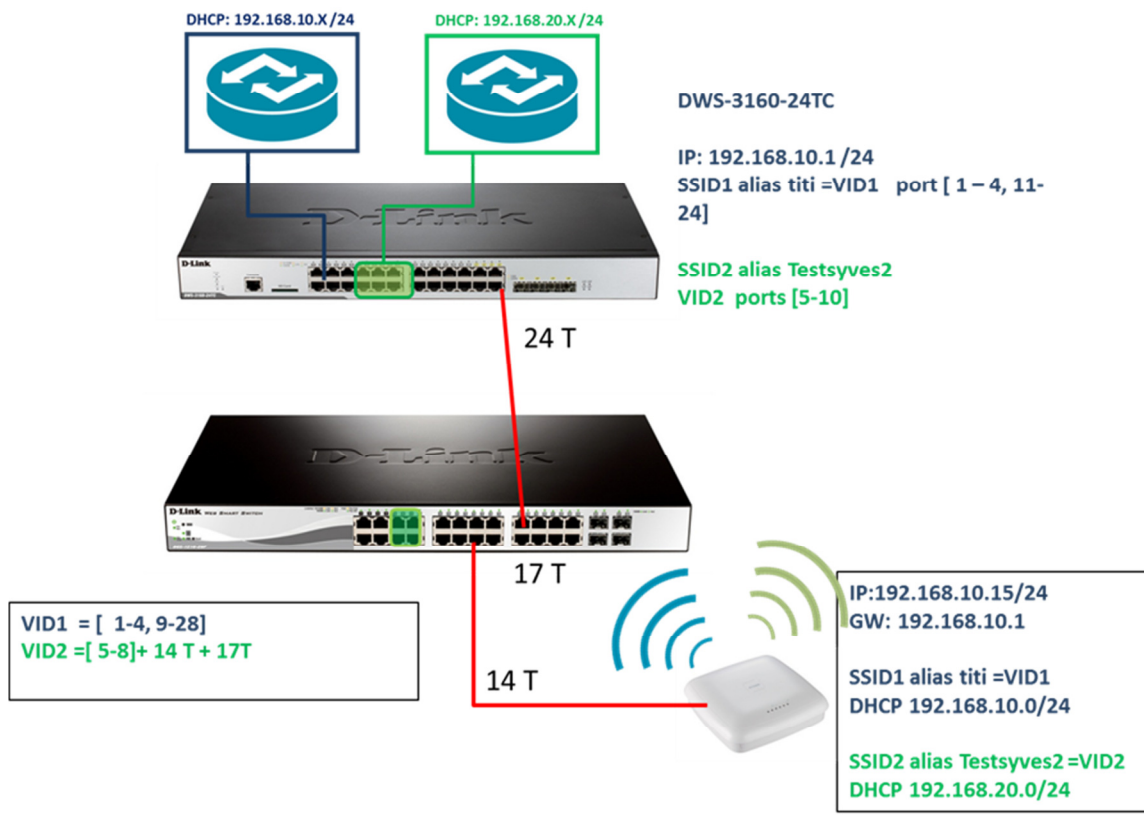 DHCP: 192.168.10.X/24
DHCP: 192.168.20.X/24
DWS-3160-24TC
IP: 192.168.10.1 /24
SSID1 alias titi =VID1 port [ 1 – 4, 11-
24]
SSID2 alias Testsyves2
VID2 ports [5-10]
D-Link
D-Link
24 T
D-Link
D-Link WEB SMART SWITCH
17 T
VID1 = [ 1-4, 9-28]
VID2 =[ 5-8]+ 14 T + 17T
14 T
IP:192.168.10.15/24
GW: 192.168.10.1
SSID1 alias titi =VID1
DHCP 192.168.10.0/24
SSID2 alias Testsyves2 =VID2
DHCP 192.168.20.0/24